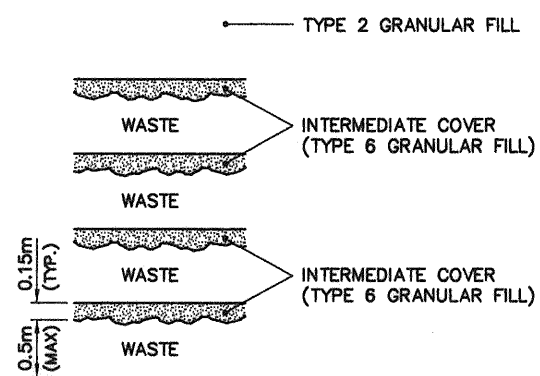 TYPE 2 GRANULAR FILL
WASTE
INTERMEDIATE COVER
(TYPE 6 GRANULAR FILL)
WASTE
0.15m
(TYP.)
WASTE
INTERMEDIATE COVER
(TYPE 6 GRANULAR FILL)
0.5m
(MAX)
WASTE